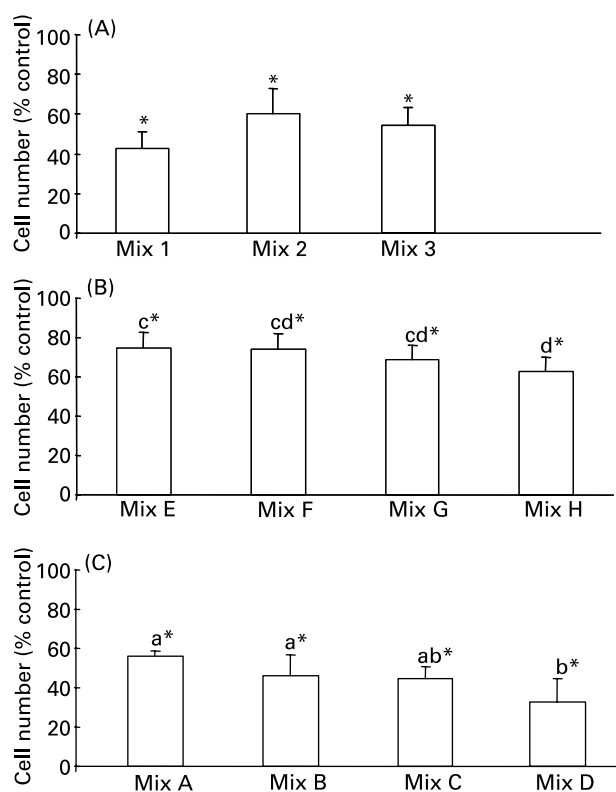 (A)
Cell number (% control)
100
80
60
40
20
0
* * *
Mix 1 Mix 2 Mix 3
(B)
Cell number (% control)
100
80
60
40
20
0
c* cd* cd* d*
Mix E Mix F Mix G Mix H
(C)
Cell number (% control)
100
80
60
40
20
0
a* a* ab* b*
Mix A Mix B Mix C Mix D